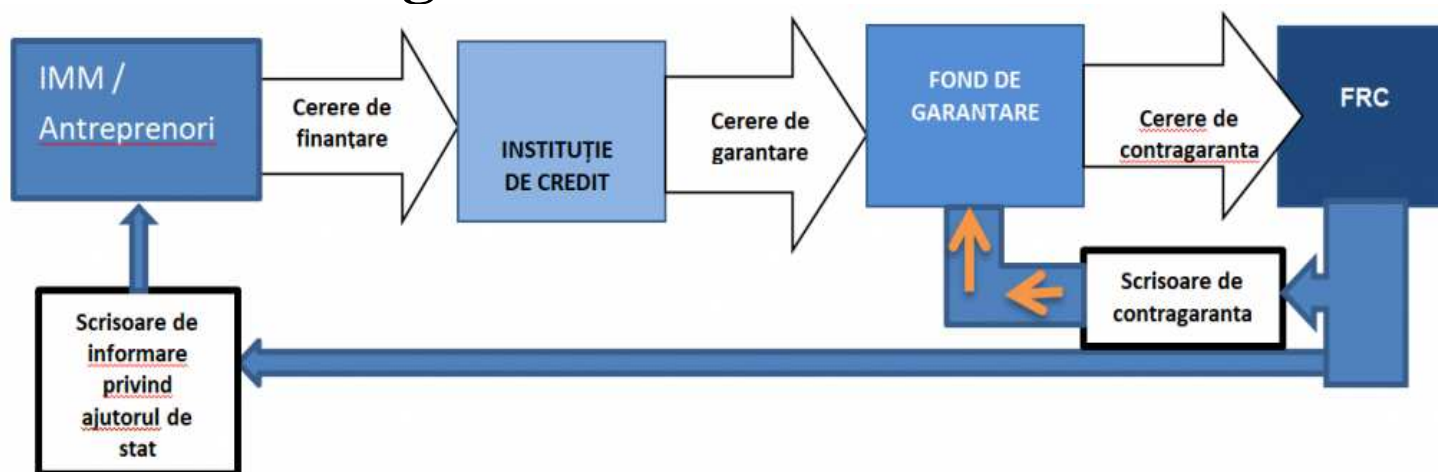 IMM /
Antreprenori
Cerere de
finanțare
INSTITUȚIE
DE CREDIT
Cerere de
garantare
FOND DE
GARANTARE
Cerere de
contragaranta
FRC
Scrisoare de
contragaranta
Scrisoare de
informare
privind
ajutorul de
stat